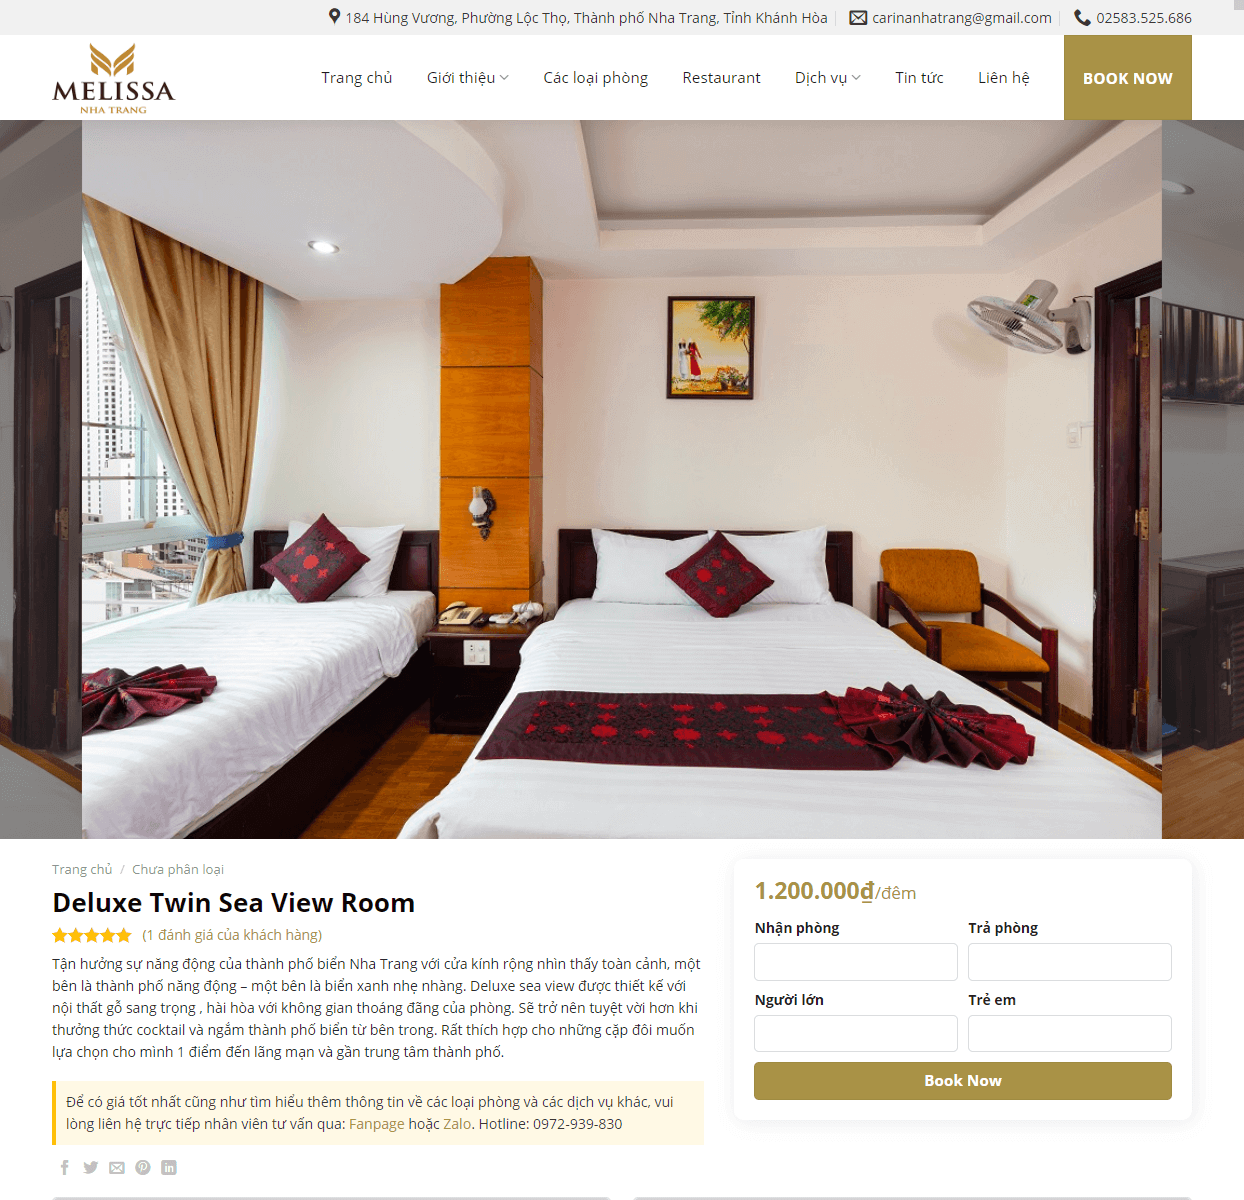 184 Hùng Vương, Phường Lộc Thọ, Thành phố Nha Trang, Tỉnh Khánh Hòa
carinanhatrang@gmail.com
02583.525.686
MELISSA
NHA TRANG
Trang chủ
Giới thiệu
Các loại phòng
Restaurant
Dịch vụ
Tin tức
Liên hệ
BOOK NOW
Trang chủ / Chưa phân loại
Deluxe Twin Sea View Room
(1 đánh giá của khách hàng)
Tận hưởng sự năng động của thành phố biển Nha Trang với cửa kính rộng nhìn thấy toàn cảnh, một
bên là thành phố năng động – một bên là biển xanh nhẹ nhàng. Deluxe sea view được thiết kế với
nội thất gỗ sang trọng , hài hòa với không gian thoáng đãng của phòng. Sẽ trở nên tuyệt vời hơn khi
thưởng thức cocktail và ngắm thành phố biển từ bên trong. Rất thích hợp cho những cặp đôi muốn
lựa chọn cho mình 1 điểm đến lãng mạn và gần trung tâm thành phố.
Để có giá tốt nhất cũng như tìm hiểu thêm thông tin về các loại phòng và các dịch vụ khác, vui
lòng liên hệ trực tiếp nhân viên tư vấn qua: Fanpage hoặc Zalo. Hotline: 0972-939-830
1.200.000₫/đêm
Nhận phòng
Trả phòng
Người lớn
Trẻ em
Book Now